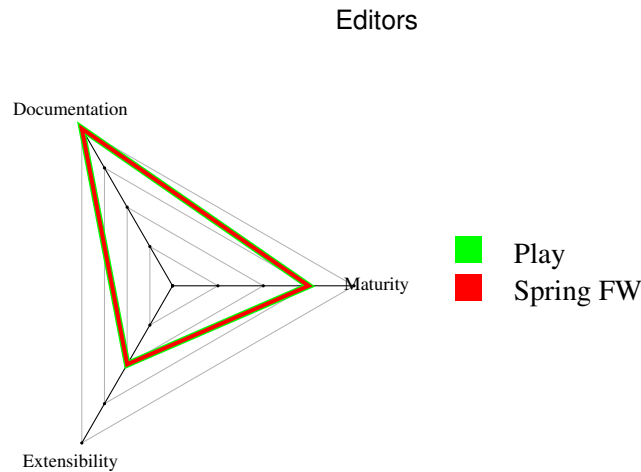 Editors
Documentation
Maturity
Play
Spring FW
Extensibility